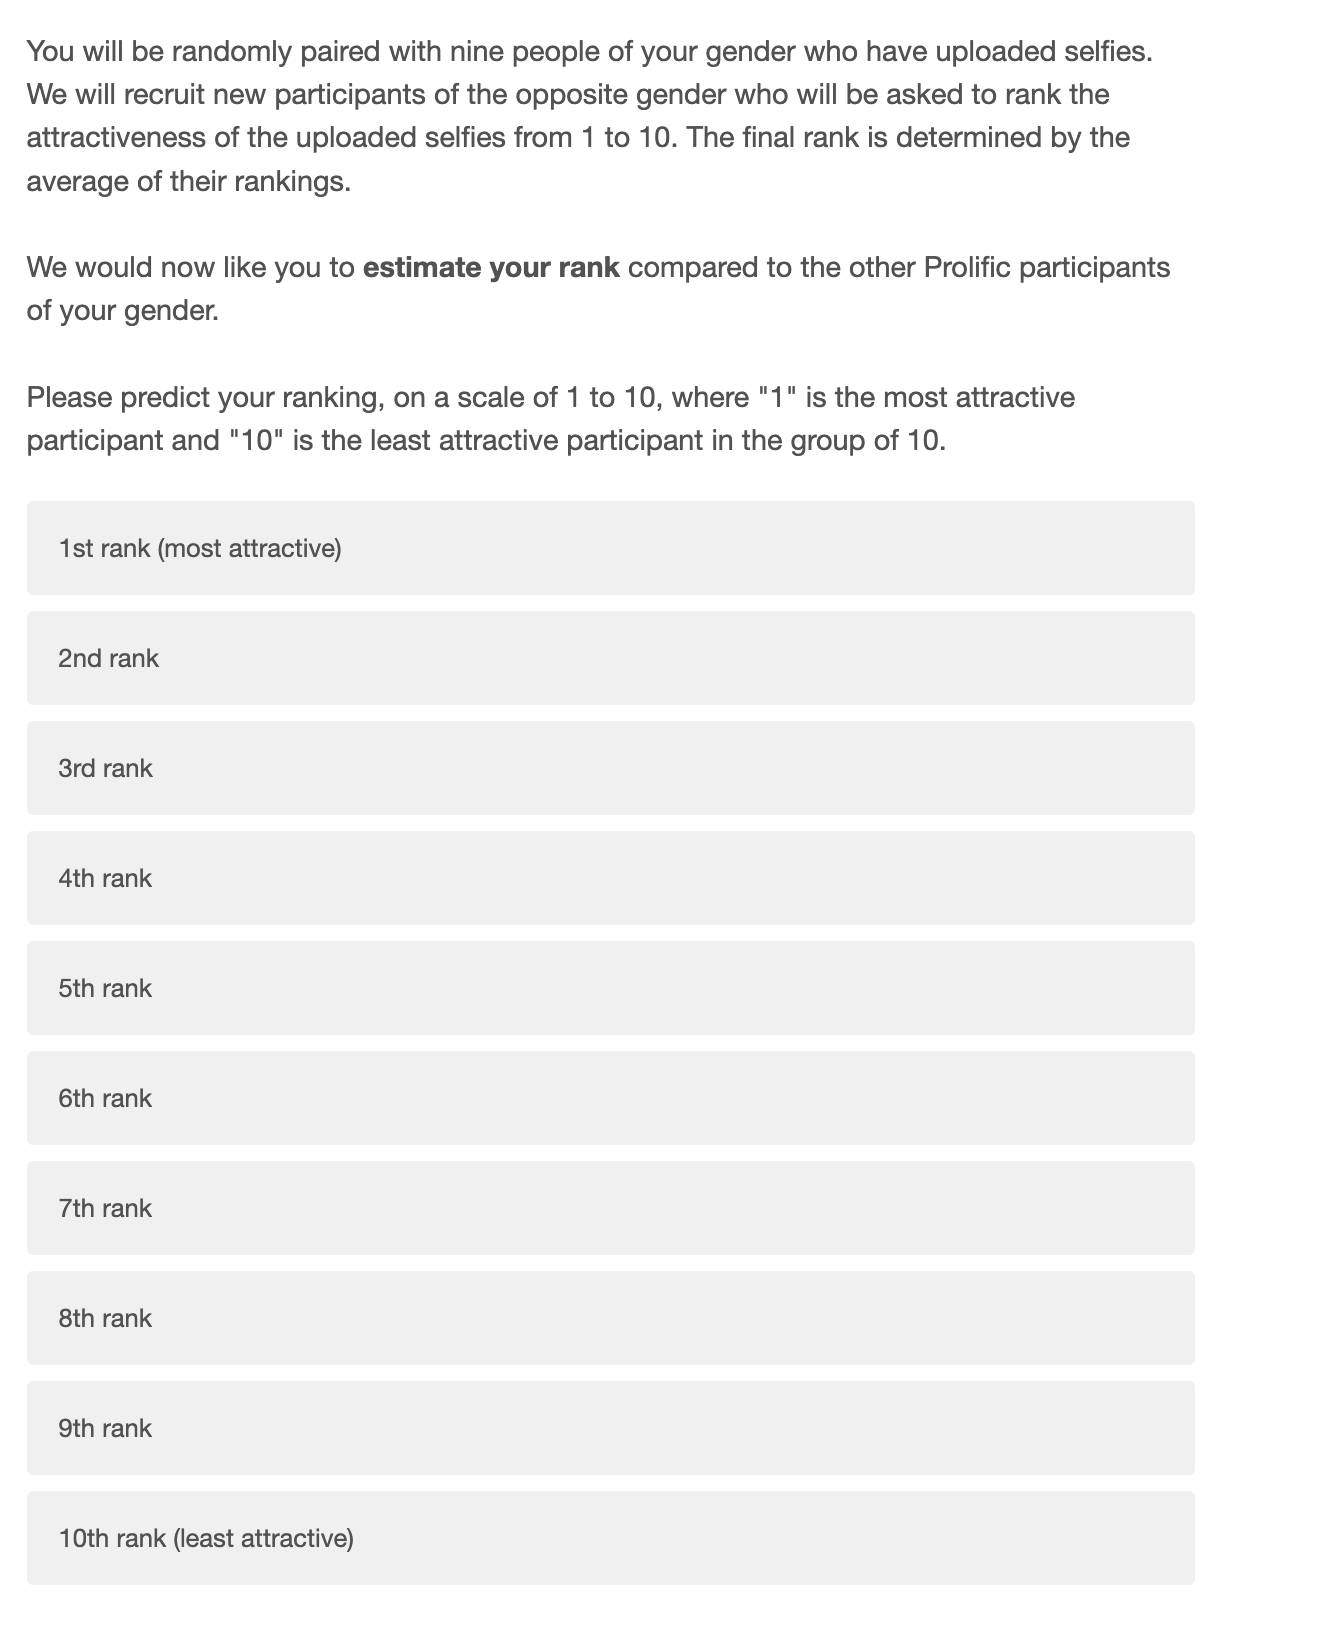 You will be randomly paired with nine people of your gender who have uploaded selfies.
We will recruit new participants of the opposite gender who will be asked to rank the
attractiveness of the uploaded selfies from 1 to 10. The final rank is determined by the
average of their rankings.
We would now like you to estimate your rank compared to the other Prolific participants
of your gender.
Please predict your ranking, on a scale of 1 to 10, where "1" is the most attractive
participant and "10" is the least attractive participant in the group of 10.
1st rank (most attractive)
2nd rank
3rd rank
4th rank
5th rank
6th rank
7th rank
8th rank
9th rank
10th rank (least attractive)